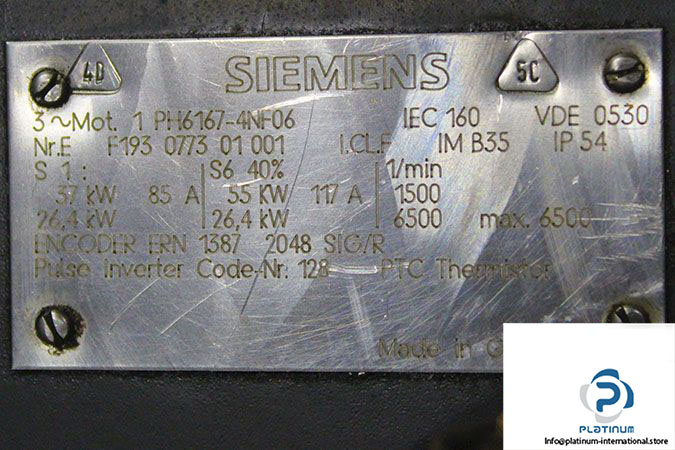 4D SIEMENS 5C
3~Mot. 1 PH6167-4NF06 IEC 160 VDE 0530
Nr.E F193 0773 01 001 I.CL.F IM B35 IP 54
S 1: S6 40% 1/min
37 kW 85 A 55 kW 117 A 1500
26,4 kW 26,4 kW 6500 max. 6500
ENCODER ERN 1387 2048 SIG/R
Pulse Inverter Code-Nr. 128 PTC Thermistor
Made in
PLATINUM
Info@platinum-international.store